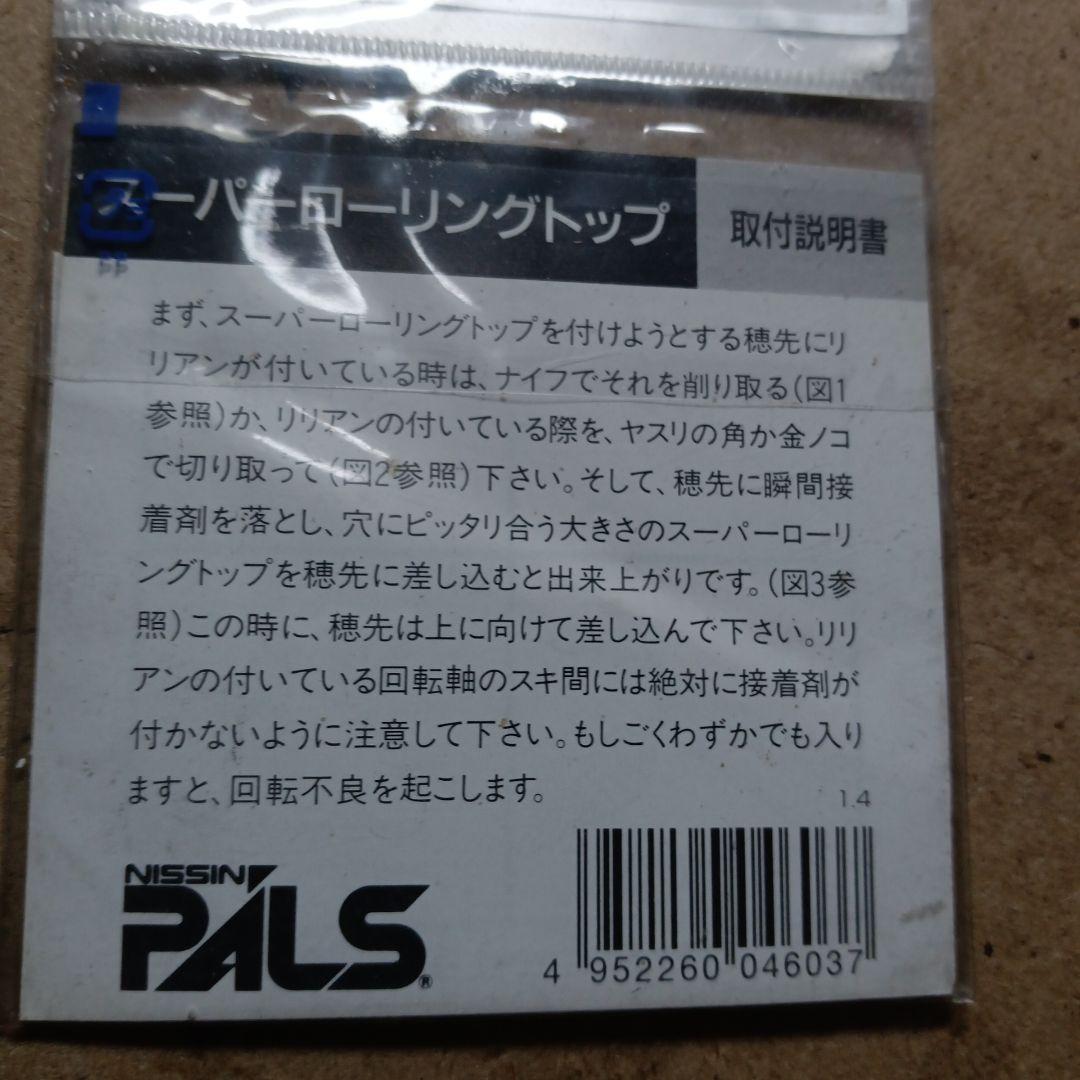 スーパーローリングトップ 取付説明書
まず、スーパーローリングトップを付けようとする穂先にリ
リアンが付いている時は、ナイフでそれを削り取る(図1
参照)か、リリアンの付いている際を、ヤスリの角か金ノコ
で切り取って(図2参照)下さい。そして、穂先に瞬間接
着剤を落とし、穴にピッタリ合う大きさのスーパーローリ
ングトップを穂先に差し込むと出来上がりです。(図3参
照)この時に、穂先は上に向けて差し込んで下さい。リリ
アンの付いている回転軸のスキ間には絶対に接着剤が
付かないように注意して下さい。もしごくわずかでも入り
ますと、回転不良を起こします。
1.4
NISSIN
PALS®
4 952260 046037